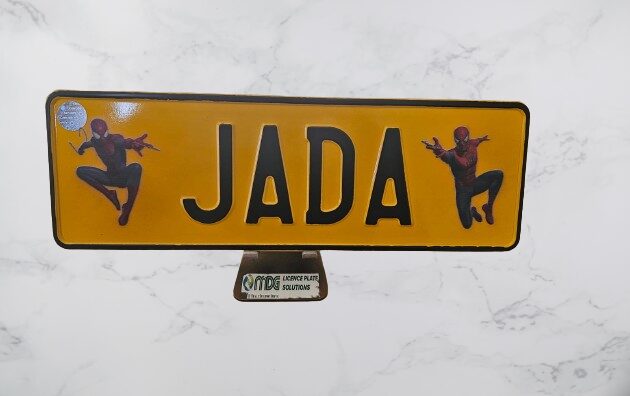 JADA
MDG LICENCE PLATE
SOLUTIONS